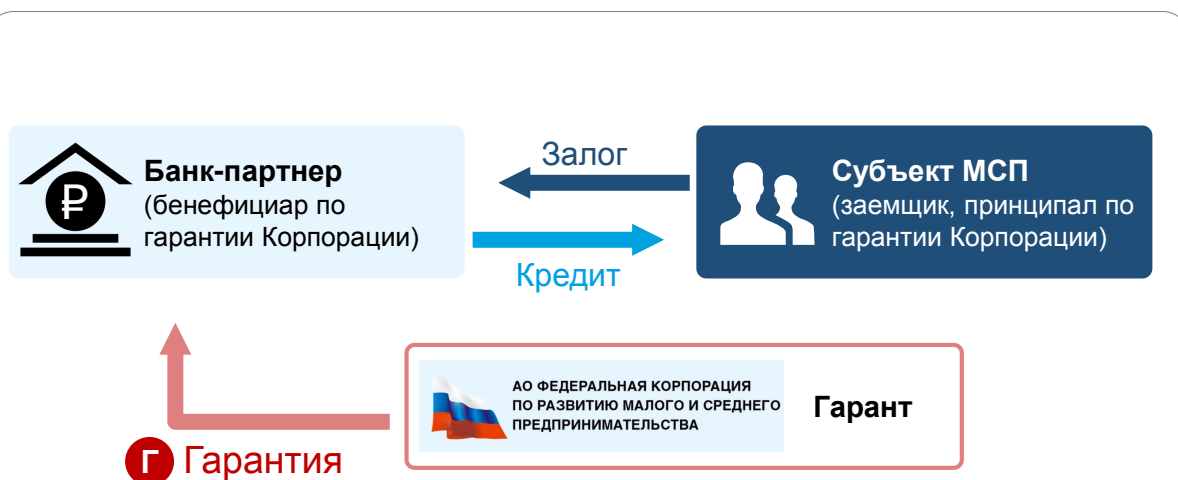 Банк-партнер
(бенефициар по
гарантии Корпорации)
Залог
Кредит
Субъект МСП
(заемщик, принципал по
гарантии Корпорации)
АО ФЕДЕРАЛЬНАЯ КОРПОРАЦИЯ
ПО РАЗВИТИЮ МАЛОГО И СРЕДНЕГО
ПРЕДПРИНИМАТЕЛЬСТВА
Гарант
Г Гарантия